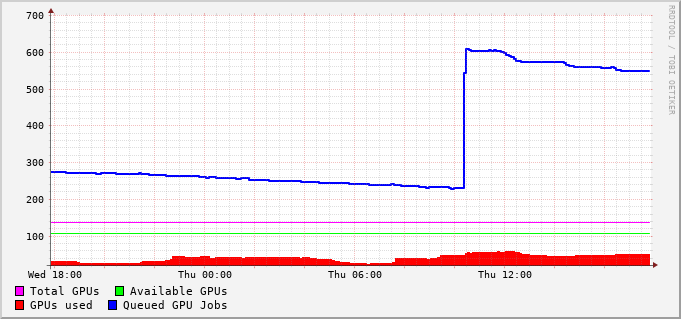 700
600
500
400
300
200
100
Wed 18:00 Thu 00:00 Thu 06:00 Thu 12:00
Total GPUs Available GPUs
GPUs used Queued GPU Jobs
RRDTOOL / TOBI OETIKER